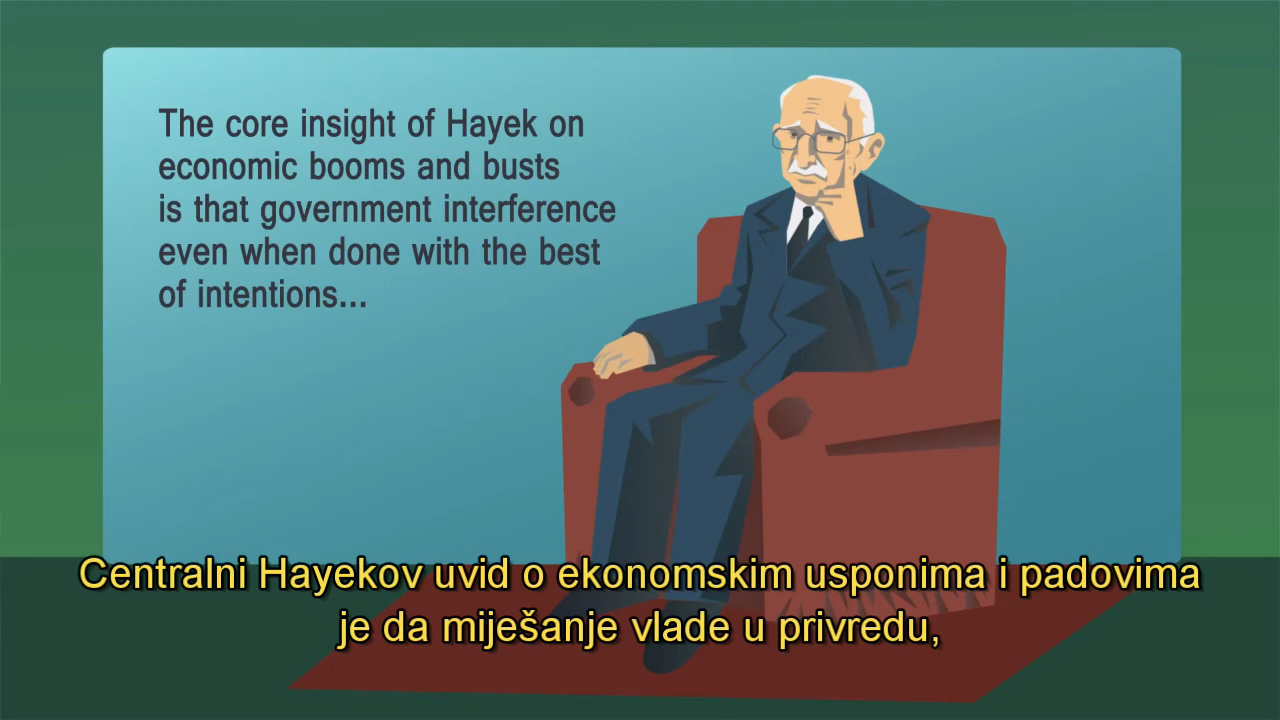 The core insight of Hayek on
economic booms and busts
is that government interference
even when done with the best
of intentions...
Centralni Hayekov uvid o ekonomskim usponima i padovima
je da miješanje vlade u privredu,